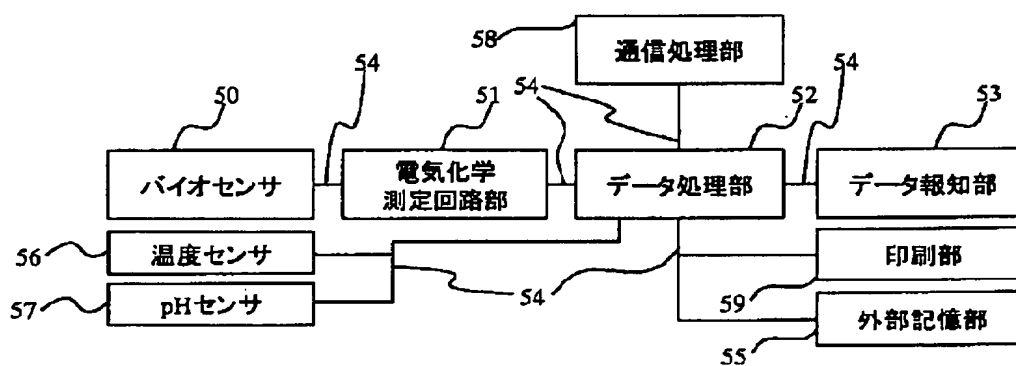 58
通信処理部
54
50
51
54
52
54
53
バイオセンサ
電気化学
測定回路部
データ処理部
データ報知部
56
温度センサ
57
pHセンサ
54
印刷部
59
外部記憶部
55